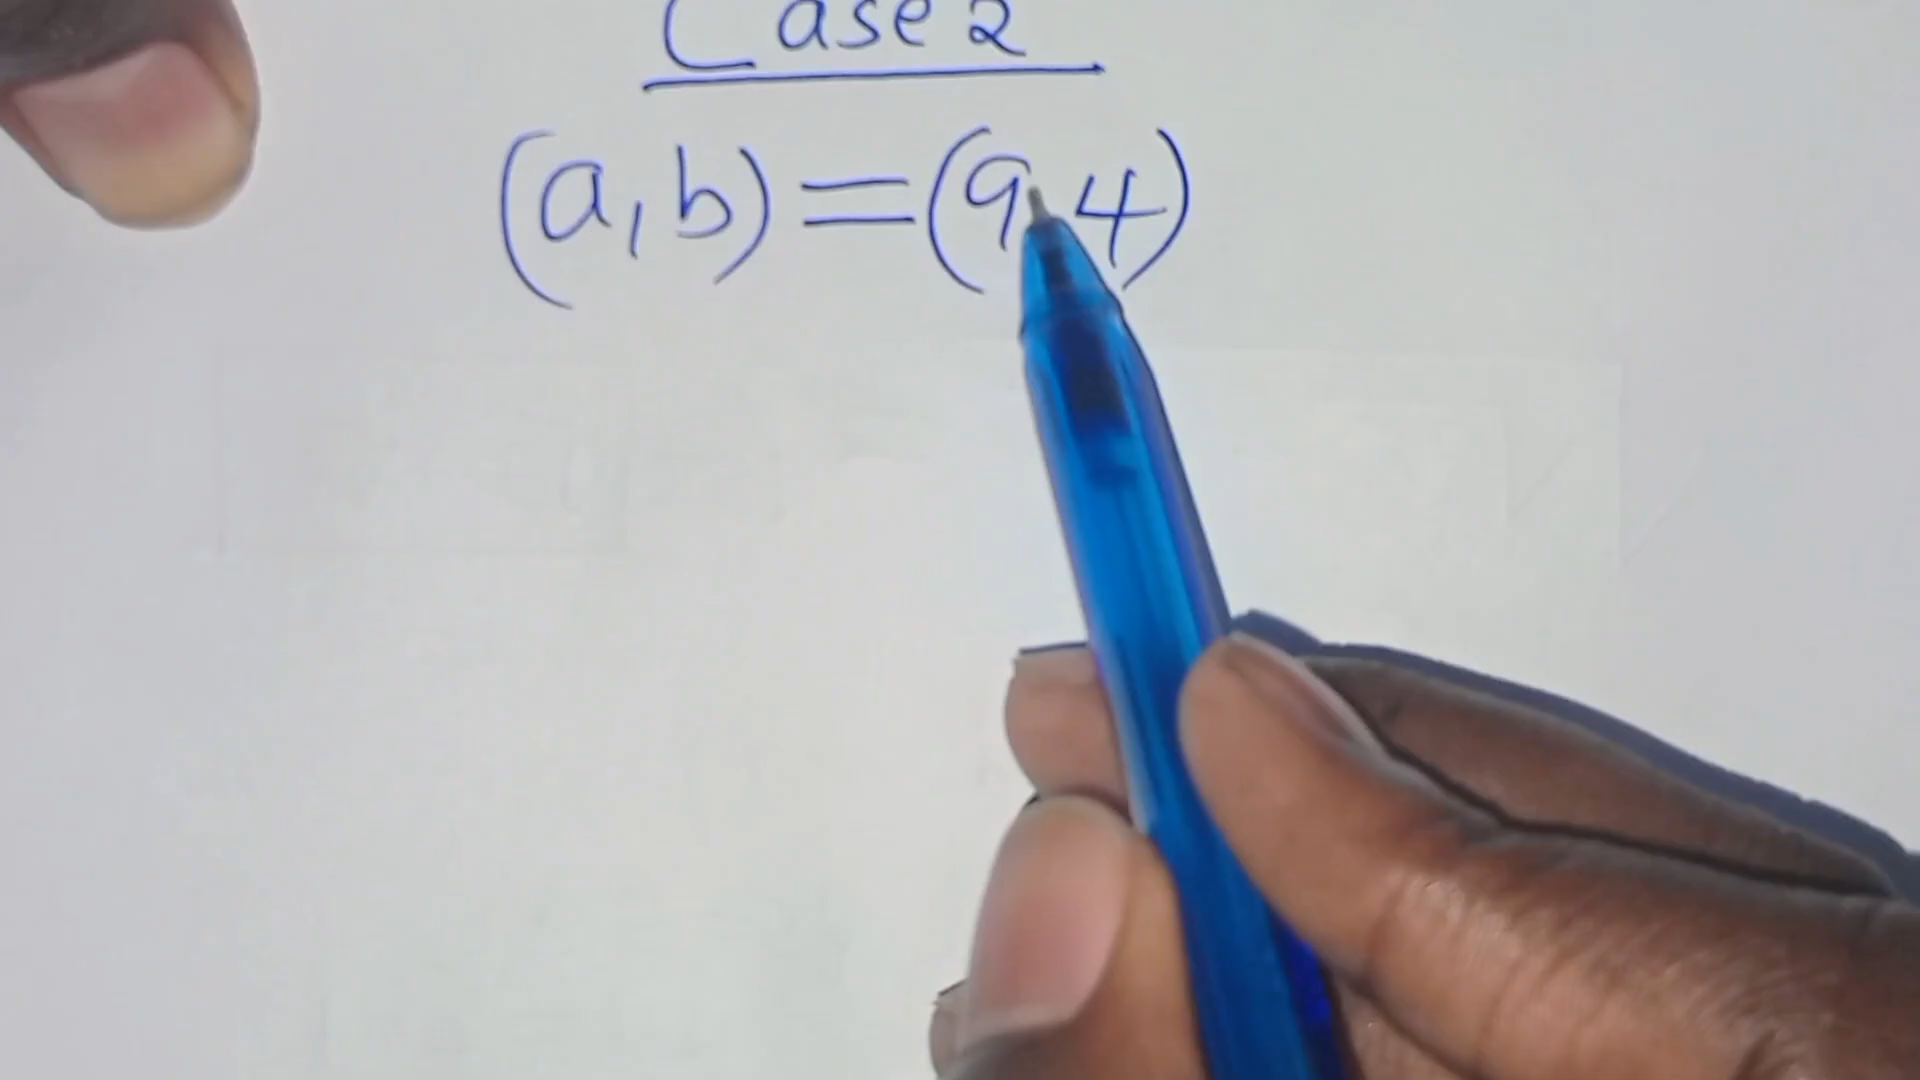 Case 2
(a, b) = (9, 4)